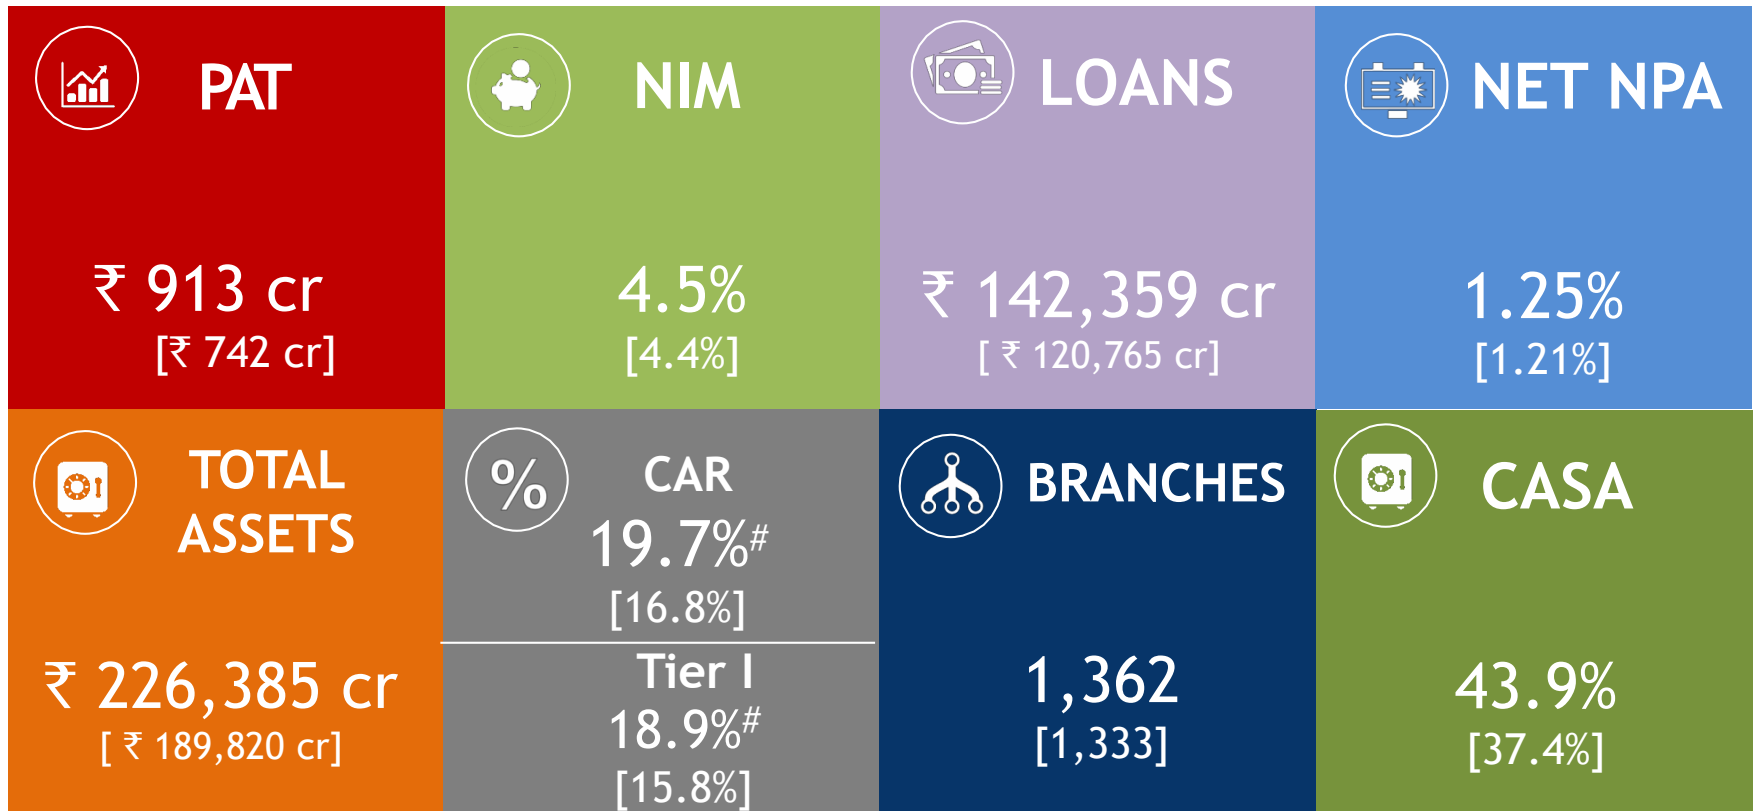 PAT
₹ 913 cr
[₹ 742 cr]
NIM
4.5%
[4.4%]
LOANS
₹ 142,359 cr
[ ₹ 120,765 cr]
NET NPA
1.25%
[1.21%]
TOTAL
ASSETS
₹ 226,385 cr
[ ₹ 189,820 cr]
%
CAR
19.7%#
[16.8%]
Tier I
18.9%#
[15.8%]
BRANCHES
1,362
[1,333]
CASA
43.9%
[37.4%]